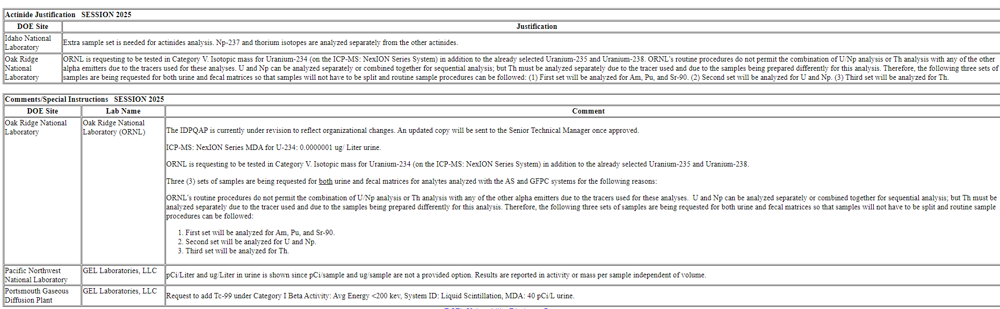 Actinide Justification   SESSION 2025
DOE Site
Justification
Idaho National
Laboratory
Extra sample set is needed for actinides analysis. Np-237 and thorium isotopes are analyzed separately from the other actinides.
Oak Ridge
National
Laboratory
ORNL is requesting to be tested in Category V. Isotopic mass for Uranium-234 (on the ICP-MS: NexION Series System) in addition to the already selected Uranium-235 and Uranium-238. ORNL's routine procedures do not permit the combination of U/Np analysis or Th analysis with any of the other
alpha emitters due to the tracers used for these analyses. U and Np can be analyzed separately or combined together for sequential analysis; but Th must be analyzed separately due to the tracer used and due to the samples being prepared differently for this analysis. Therefore, the following three sets of
samples are being requested for both urine and fecal matrices so that samples will not have to be split and routine sample procedures can be followed: (1) First set will be analyzed for Am, Pu, and Sr-90. (2) Second set will be analyzed for U and Np. (3) Third set will be analyzed for Th.
Comments/Special Instructions   SESSION 2025
DOE Site
Lab Name
Comment
Oak Ridge National
Laboratory
Oak Ridge National
Laboratory (ORNL)
The IDPQAP is currently under revision to reflect organizational changes. An updated copy will be sent to the Senior Technical Manager once approved.
ICP-MS: NexION Series MDA for U-234: 0.0000001 ug/ Liter urine.
ORNL is requesting to be tested in Category V. Isotopic mass for Uranium-234 (on the ICP-MS: NexION Series System) in addition to the already selected Uranium-235 and Uranium-238.
Three (3) sets of samples are being requested for both urine and fecal matrices for analytes analyzed with the AS and GFPC systems for the following reasons:
ORNL's routine procedures do not permit the combination of U/Np analysis or Th analysis with any of the other alpha emitters due to the tracers used for these analyses.  U and Np can be analyzed separately or combined together for sequential analysis; but Th must be
analyzed separately due to the tracer used and due to the samples being prepared differently for this analysis. Therefore, the following three sets of samples are being requested for both urine and fecal matrices so that samples will not have to be split and routine sample
procedures can be followed:
1. First set will be analyzed for Am, Pu, and Sr-90.
2. Second set will be analyzed for U and Np.
3. Third set will be analyzed for Th.
Pacific Northwest
National Laboratory
GEL Laboratories, LLC
pCi/Liter and ug/Liter in urine is shown since pCi/sample and ug/sample are not a provided option. Results are reported in activity or mass per sample independent of volume.
Portsmouth Gaseous
Diffusion Plant
GEL Laboratories, LLC
Request to add Tc-99 under Category I Beta Activity: Avg Energy <200 kev, System ID: Liquid Scintillation, MDA: 40 pCi/L urine.